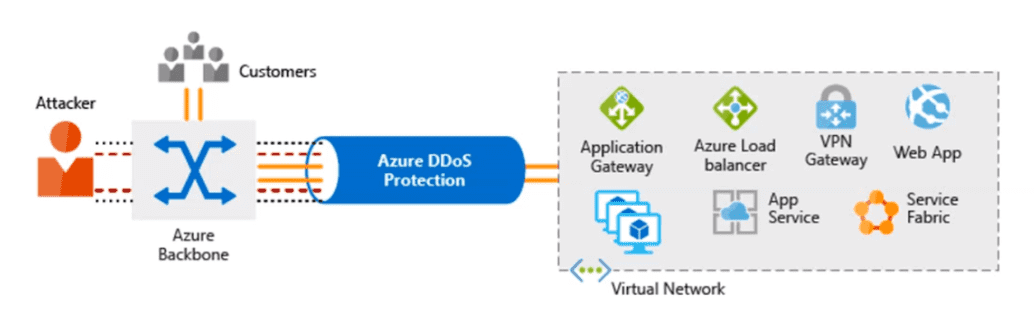 Customers
Attacker
Azure
Backbone
Azure DDoS
Protection
Application
Gateway
Azure Load
balancer
VPN
Gateway
Web App
App
Service
Service
Fabric
Virtual Network